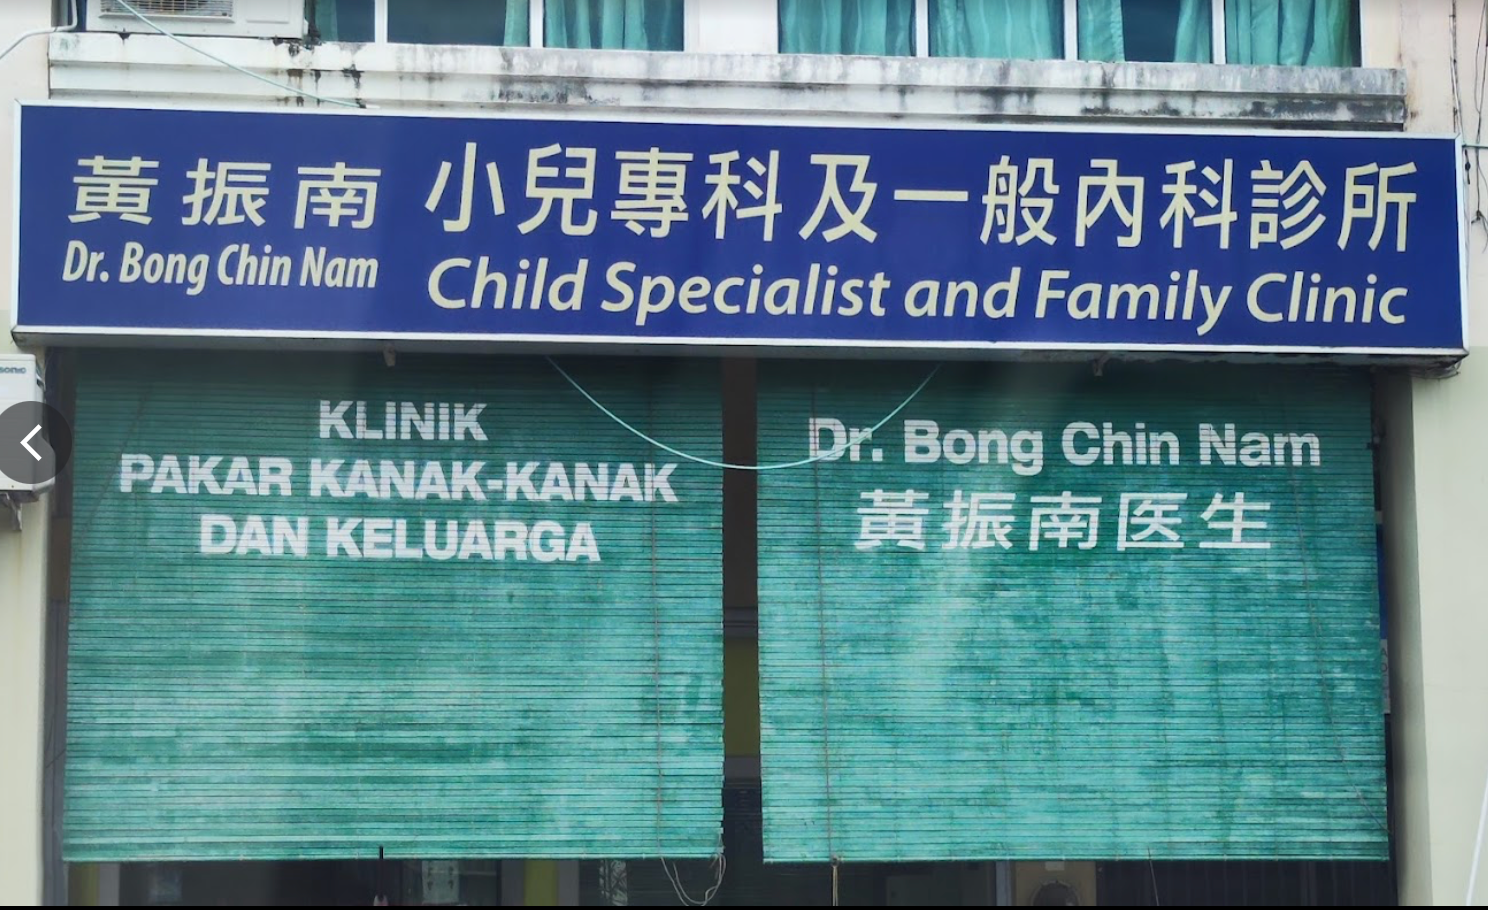 黃振南 小兒專科及一般內科診所
Dr. Bong Chin Nam Child Specialist and Family Clinic
KLINIK
PAKAR KANAK-KANAK
DAN KELUARGA
Dr. Bong Chin Nam
黃振南医生